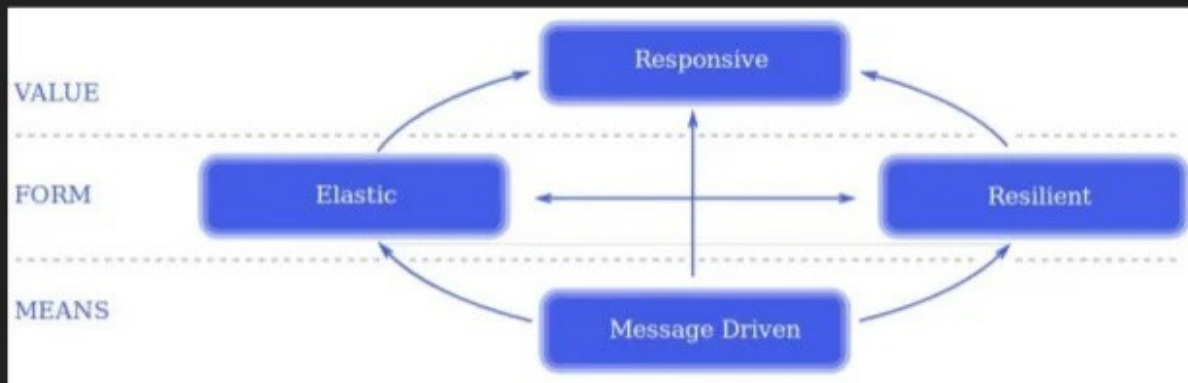 Responsive
VALUE
FORM
Elastic
Resilient
MEANS
Message Driven